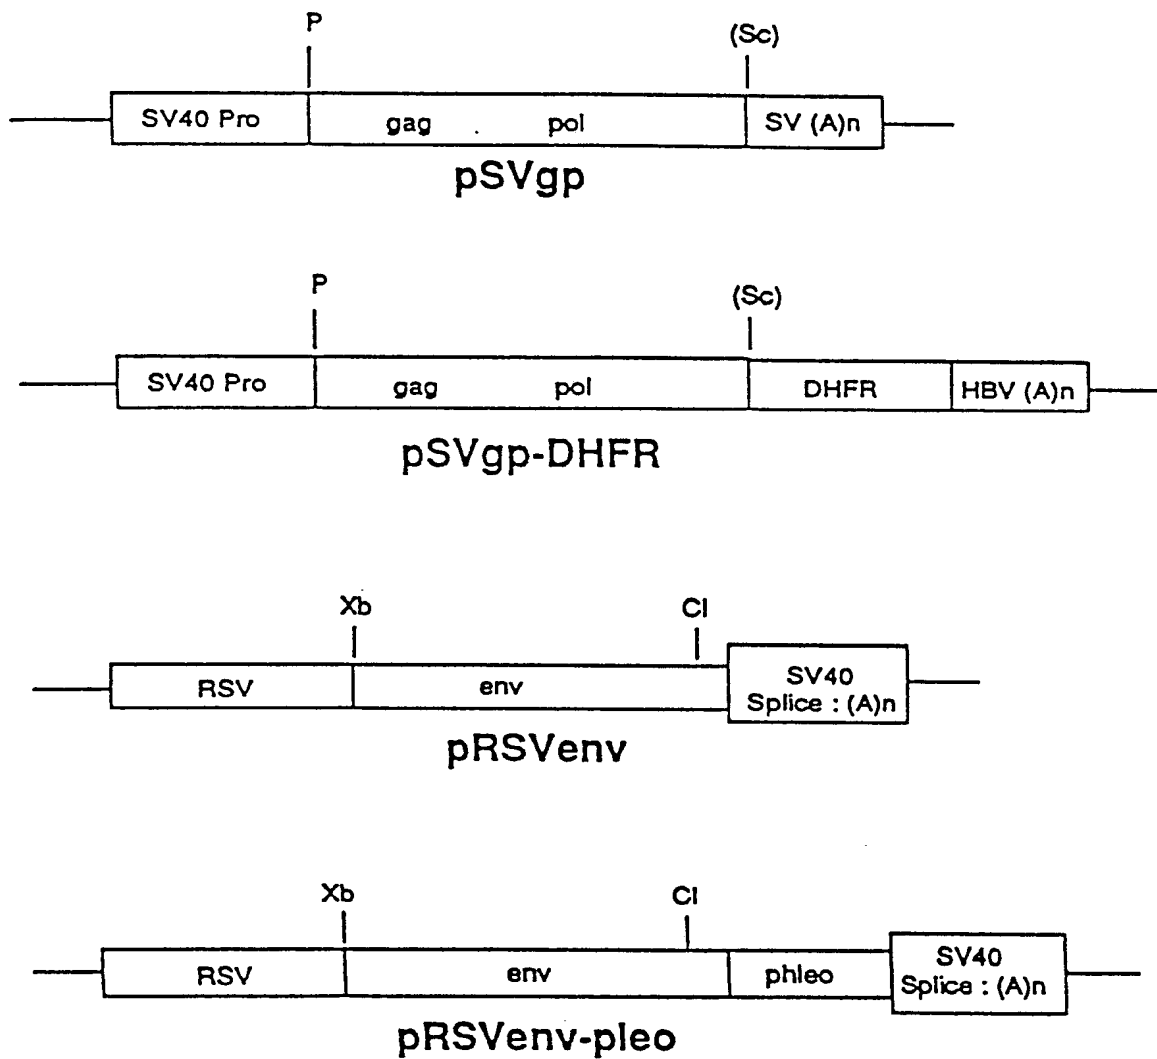 P (Sc)
SV40 Pro gag pol SV (A)n
pSVgp
P (Sc)
SV40 Pro gag pol DHFR HBV (A)n
pSVgp-DHFR
Xb Cl
RSV env SV40
Splice : (A)n
pRSVenv
Xb Cl
RSV env phleo SV40
Splice : (A)n
pRSVenv-pleo